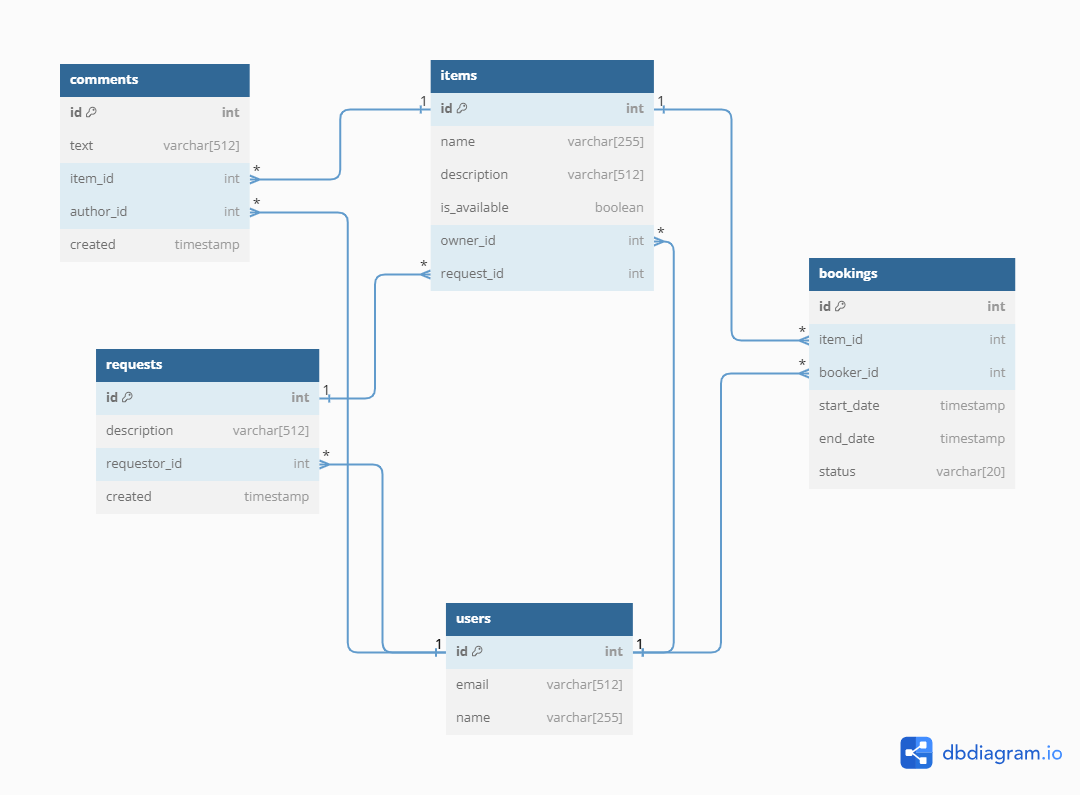 comments
id int
text varchar[512]
item_id int
author_id int
created timestamp
items
id int
name varchar[255]
description varchar[512]
is_available boolean
owner_id int
request_id int
bookings
id int
item_id int
booker_id int
start_date timestamp
end_date timestamp
status varchar[20]
requests
id int
description varchar[512]
requestor_id int
created timestamp
users
id int
email varchar[512]
name varchar[255]
1
1
*
*
*
*
*
*
1
*
1
1
dbdiagram.io